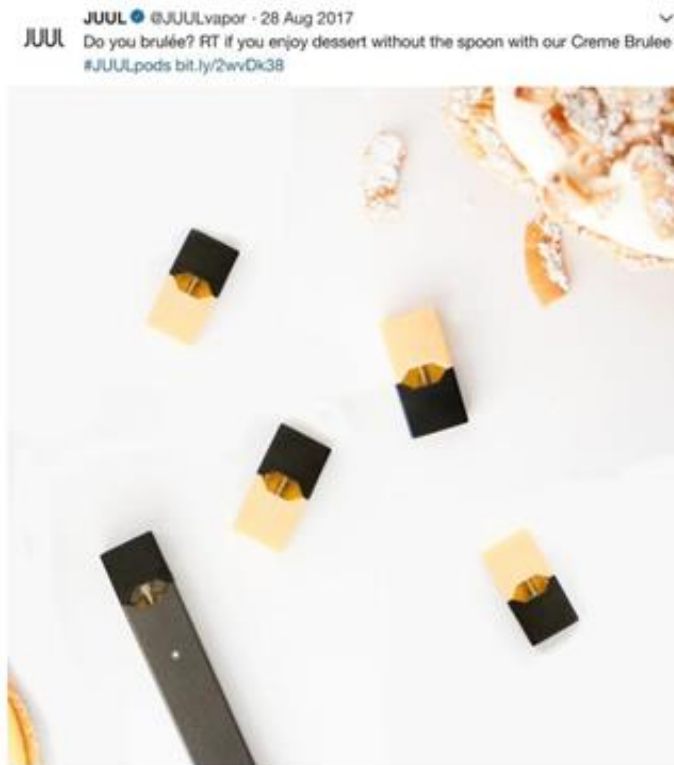 JUUL @JUULvapor · 28 Aug 2017
JUUL
Do you brulée? RT if you enjoy dessert without the spoon with our Creme Brulee
#JUULpods bit.ly/2wvDk38